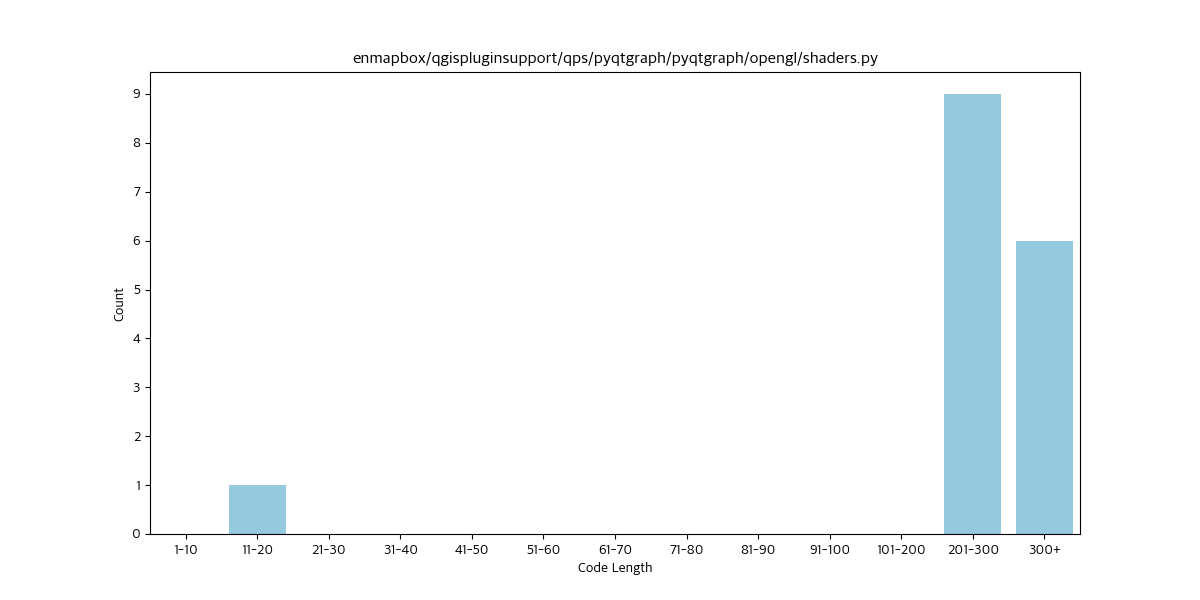 enmapbox/qgispluginsupport/qps/pyqtgraph/pyqtgraph/opengl/shaders.py
9
8
7
6
5
4
3
2
1
0
Count
1-10 11-20 21-30 31-40 41-50 51-60 61-70 71-80 81-90 91-100 101-200 201-300 300+
Code Length